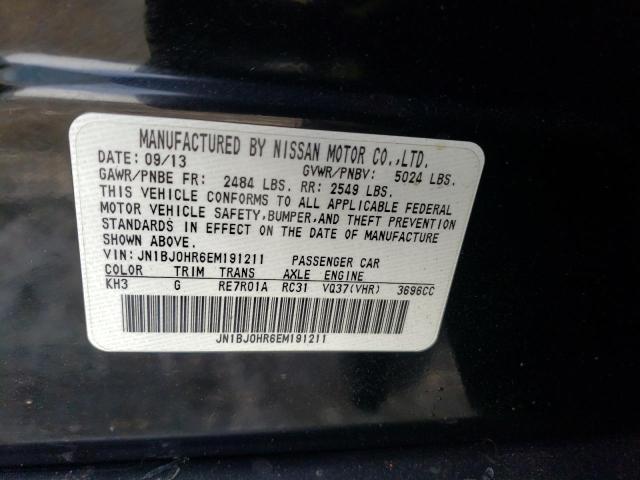 MANUFACTURED BY NISSAN MOTOR CO.,LTD.
DATE: 09/13 GVWR/PNBV: 5024 LBS.
GAWR/PNBE FR: 2484 LBS. RR: 2549 LBS.
THIS VEHICLE CONFORMS TO ALL APPLICABLE FEDERAL
MOTOR VEHICLE SAFETY,BUMPER,AND THEFT PREVENTION
STANDARDS IN EFFECT ON THE DATE OF MANUFACTURE
SHOWN ABOVE.
VIN: JN1BJ0HR6EM191211 PASSENGER CAR
COLOR TRIM TRANS AXLE ENGINE
KH3 G RE7R01A RC31 VQ37(VHR) 3696CC
JN1BJ0HR6EM191211